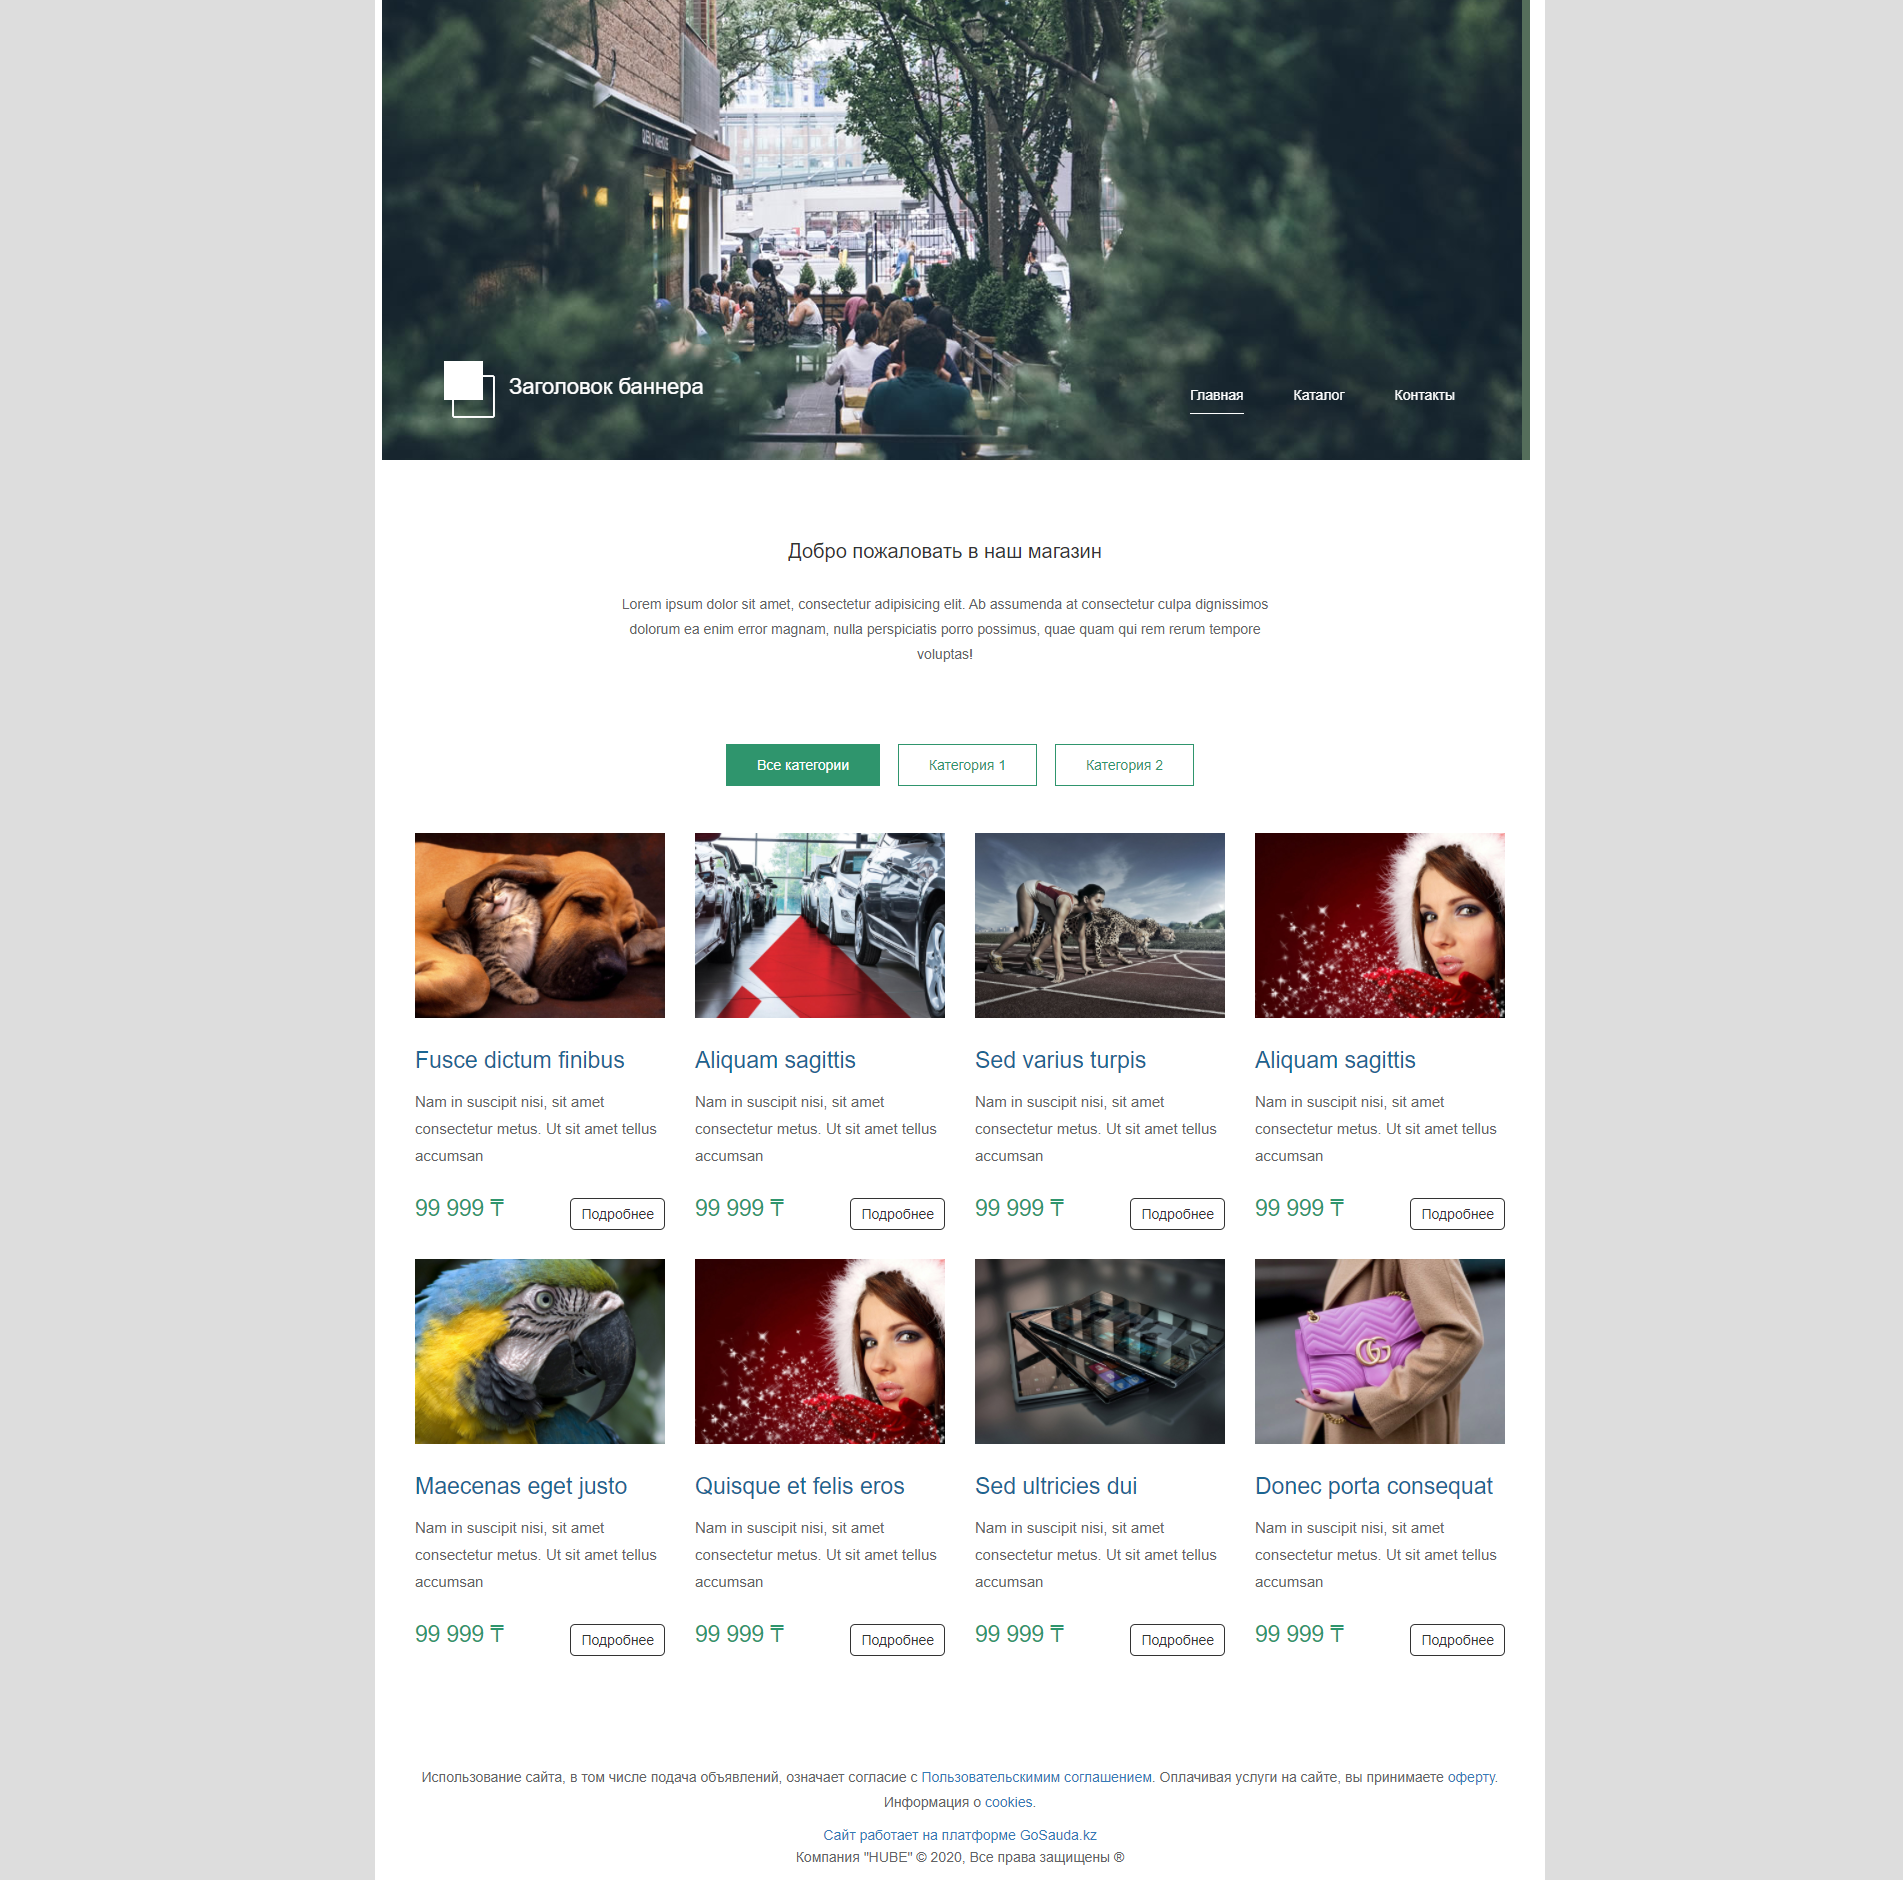 Заголовок баннера
Главная Каталог Контакты
Добро пожаловать в наш магазин
Lorem ipsum dolor sit amet, consectetur adipisicing elit. Ab assumenda at consectetur culpa dignissimos
dolorum ea enim error magnam, nulla perspiciatis porro possimus, quae quam qui rem rerum tempore
voluptas!
Все категории Категория 1 Категория 2
Fusce dictum finibus
Nam in suscipit nisi, sit amet
consectetur metus. Ut sit amet tellus
accumsan
99 999 ₸ Подробнее
Aliquam sagittis
Nam in suscipit nisi, sit amet
consectetur metus. Ut sit amet tellus
accumsan
99 999 ₸ Подробнее
Sed varius turpis
Nam in suscipit nisi, sit amet
consectetur metus. Ut sit amet tellus
accumsan
99 999 ₸ Подробнее
Aliquam sagittis
Nam in suscipit nisi, sit amet
consectetur metus. Ut sit amet tellus
accumsan
99 999 ₸ Подробнее
Maecenas eget justo
Nam in suscipit nisi, sit amet
consectetur metus. Ut sit amet tellus
accumsan
99 999 ₸ Подробнее
Quisque et felis eros
Nam in suscipit nisi, sit amet
consectetur metus. Ut sit amet tellus
accumsan
99 999 ₸ Подробнее
Sed ultricies dui
Nam in suscipit nisi, sit amet
consectetur metus. Ut sit amet tellus
accumsan
99 999 ₸ Подробнее
Donec porta consequat
Nam in suscipit nisi, sit amet
consectetur metus. Ut sit amet tellus
accumsan
99 999 ₸ Подробнее
Использование сайта, в том числе подача объявлений, означает согласие с Пользовательскимим соглашением. Оплачивая услуги на сайте, вы принимаете оферту.
Информация о cookies.
Сайт работает на платформе GoSauda.kz
Компания "HUBE" © 2020, Все права защищены ®